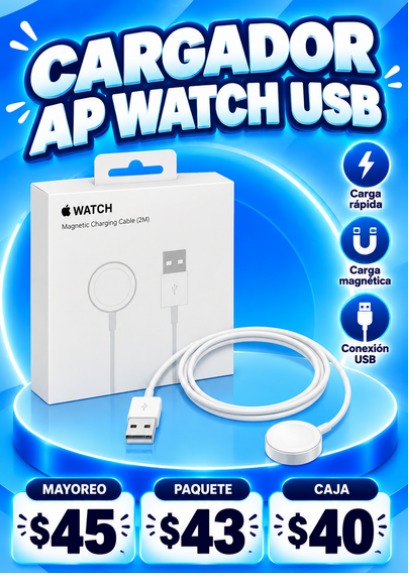 CARGADOR
AP WATCH USB
WATCH
Magnetic Charging Cable (2M)
Carga
rápida
Carga
magnética
Conexión
USB
MAYOREO
PAQUETE
CAJA
$45
$43
$40